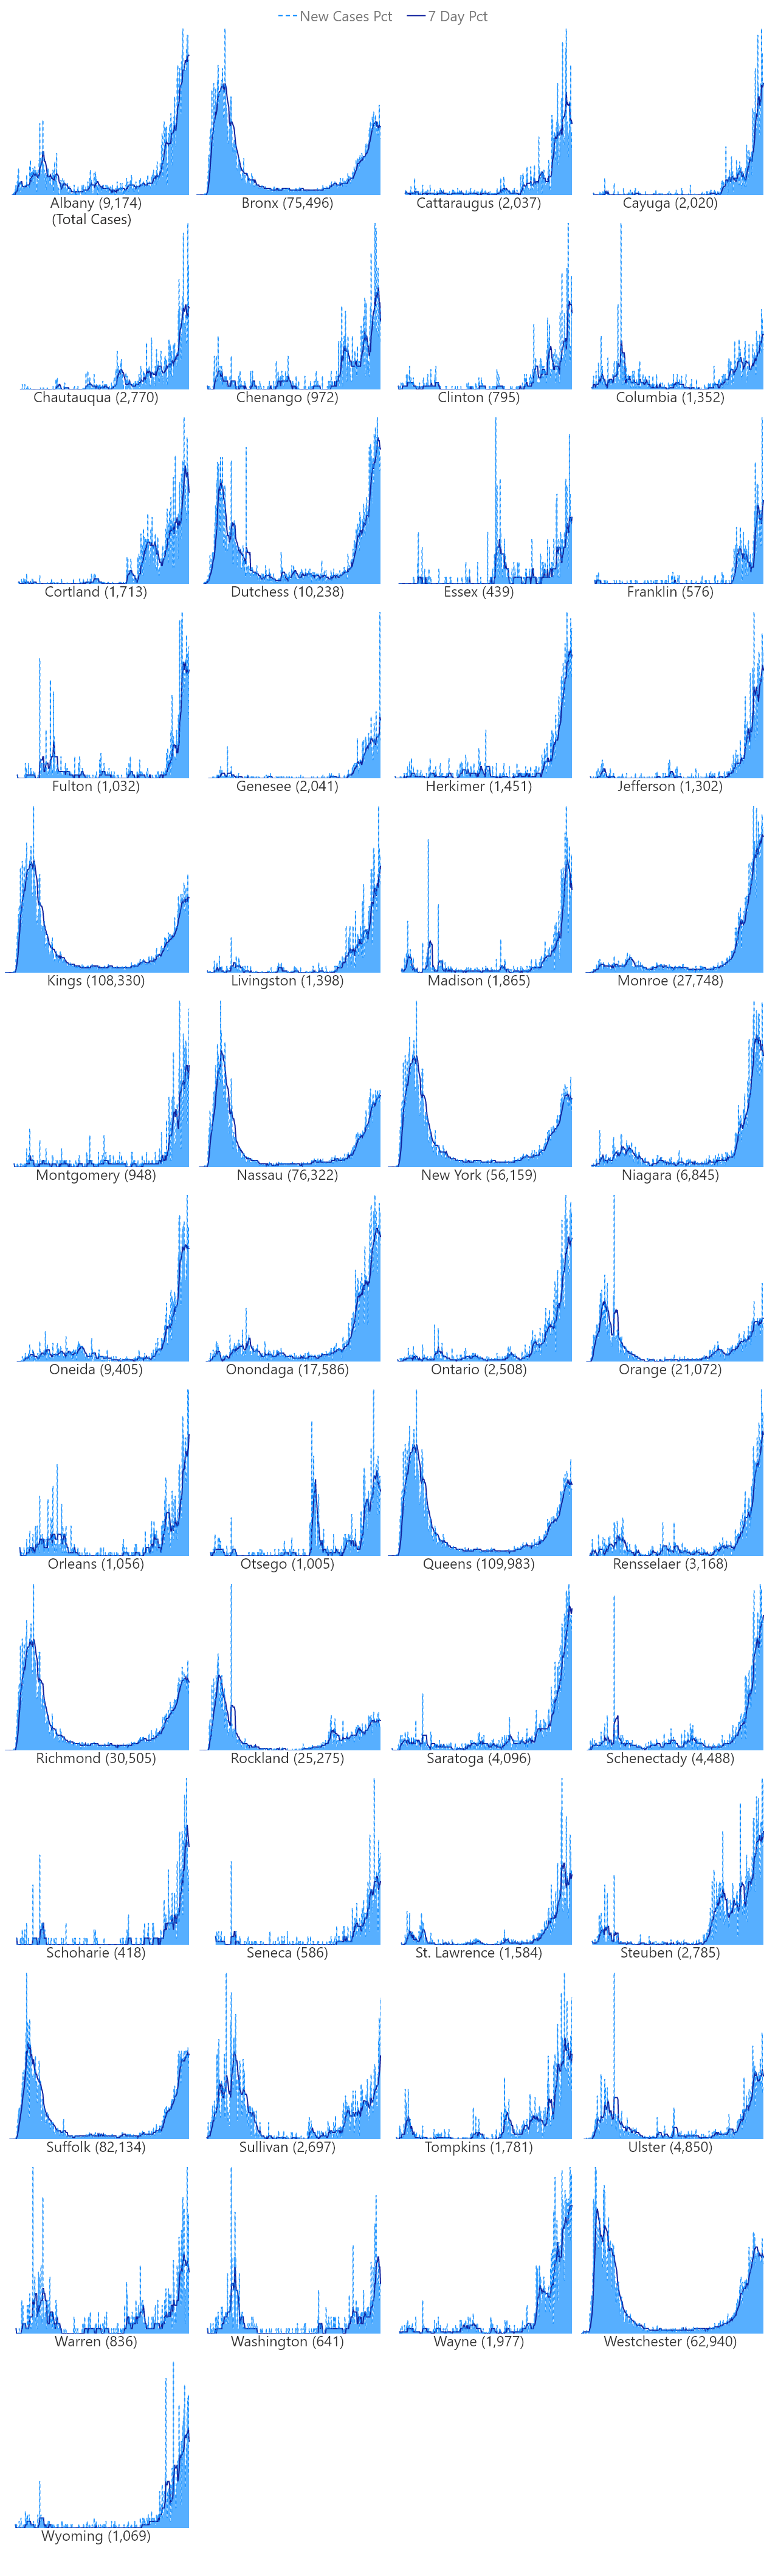 New Cases Pct 7 Day Pct
Albany (9,174) Bronx (75,496) Cattaraugus (2,037) Cayuga (2,020)
(Total Cases)
Chautauqua (2,770) Chenango (972) Clinton (795) Columbia (1,352)
Cortland (1,713) Dutchess (10,238) Essex (439) Franklin (576)
Fulton (1,032) Genesee (2,041) Herkimer (1,451) Jefferson (1,302)
Kings (108,330) Livingston (1,398) Madison (1,865) Monroe (27,748)
Montgomery (948) Nassau (76,322) New York (56,159) Niagara (6,845)
Oneida (9,405) Onondaga (17,586) Ontario (2,508) Orange (21,072)
Orleans (1,056) Otsego (1,005) Queens (109,983) Rensselaer (3,168)
Richmond (30,505) Rockland (25,275) Saratoga (4,096) Schenectady (4,488)
Schoharie (418) Seneca (586) St. Lawrence (1,584) Steuben (2,785)
Suffolk (82,134) Sullivan (2,697) Tompkins (1,781) Ulster (4,850)
Warren (836) Washington (641) Wayne (1,977) Westchester (62,940)
Wyoming (1,069)